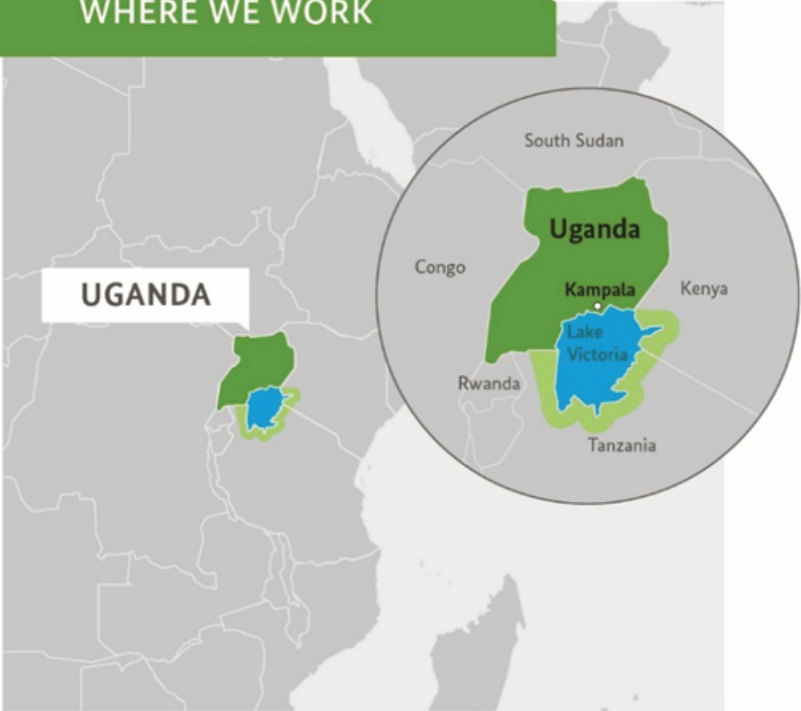 WHERE WE WORK
UGANDA
South Sudan
Uganda
Congo
Kenya
Kampala
Lake
Victoria
Rwanda
Tanzania